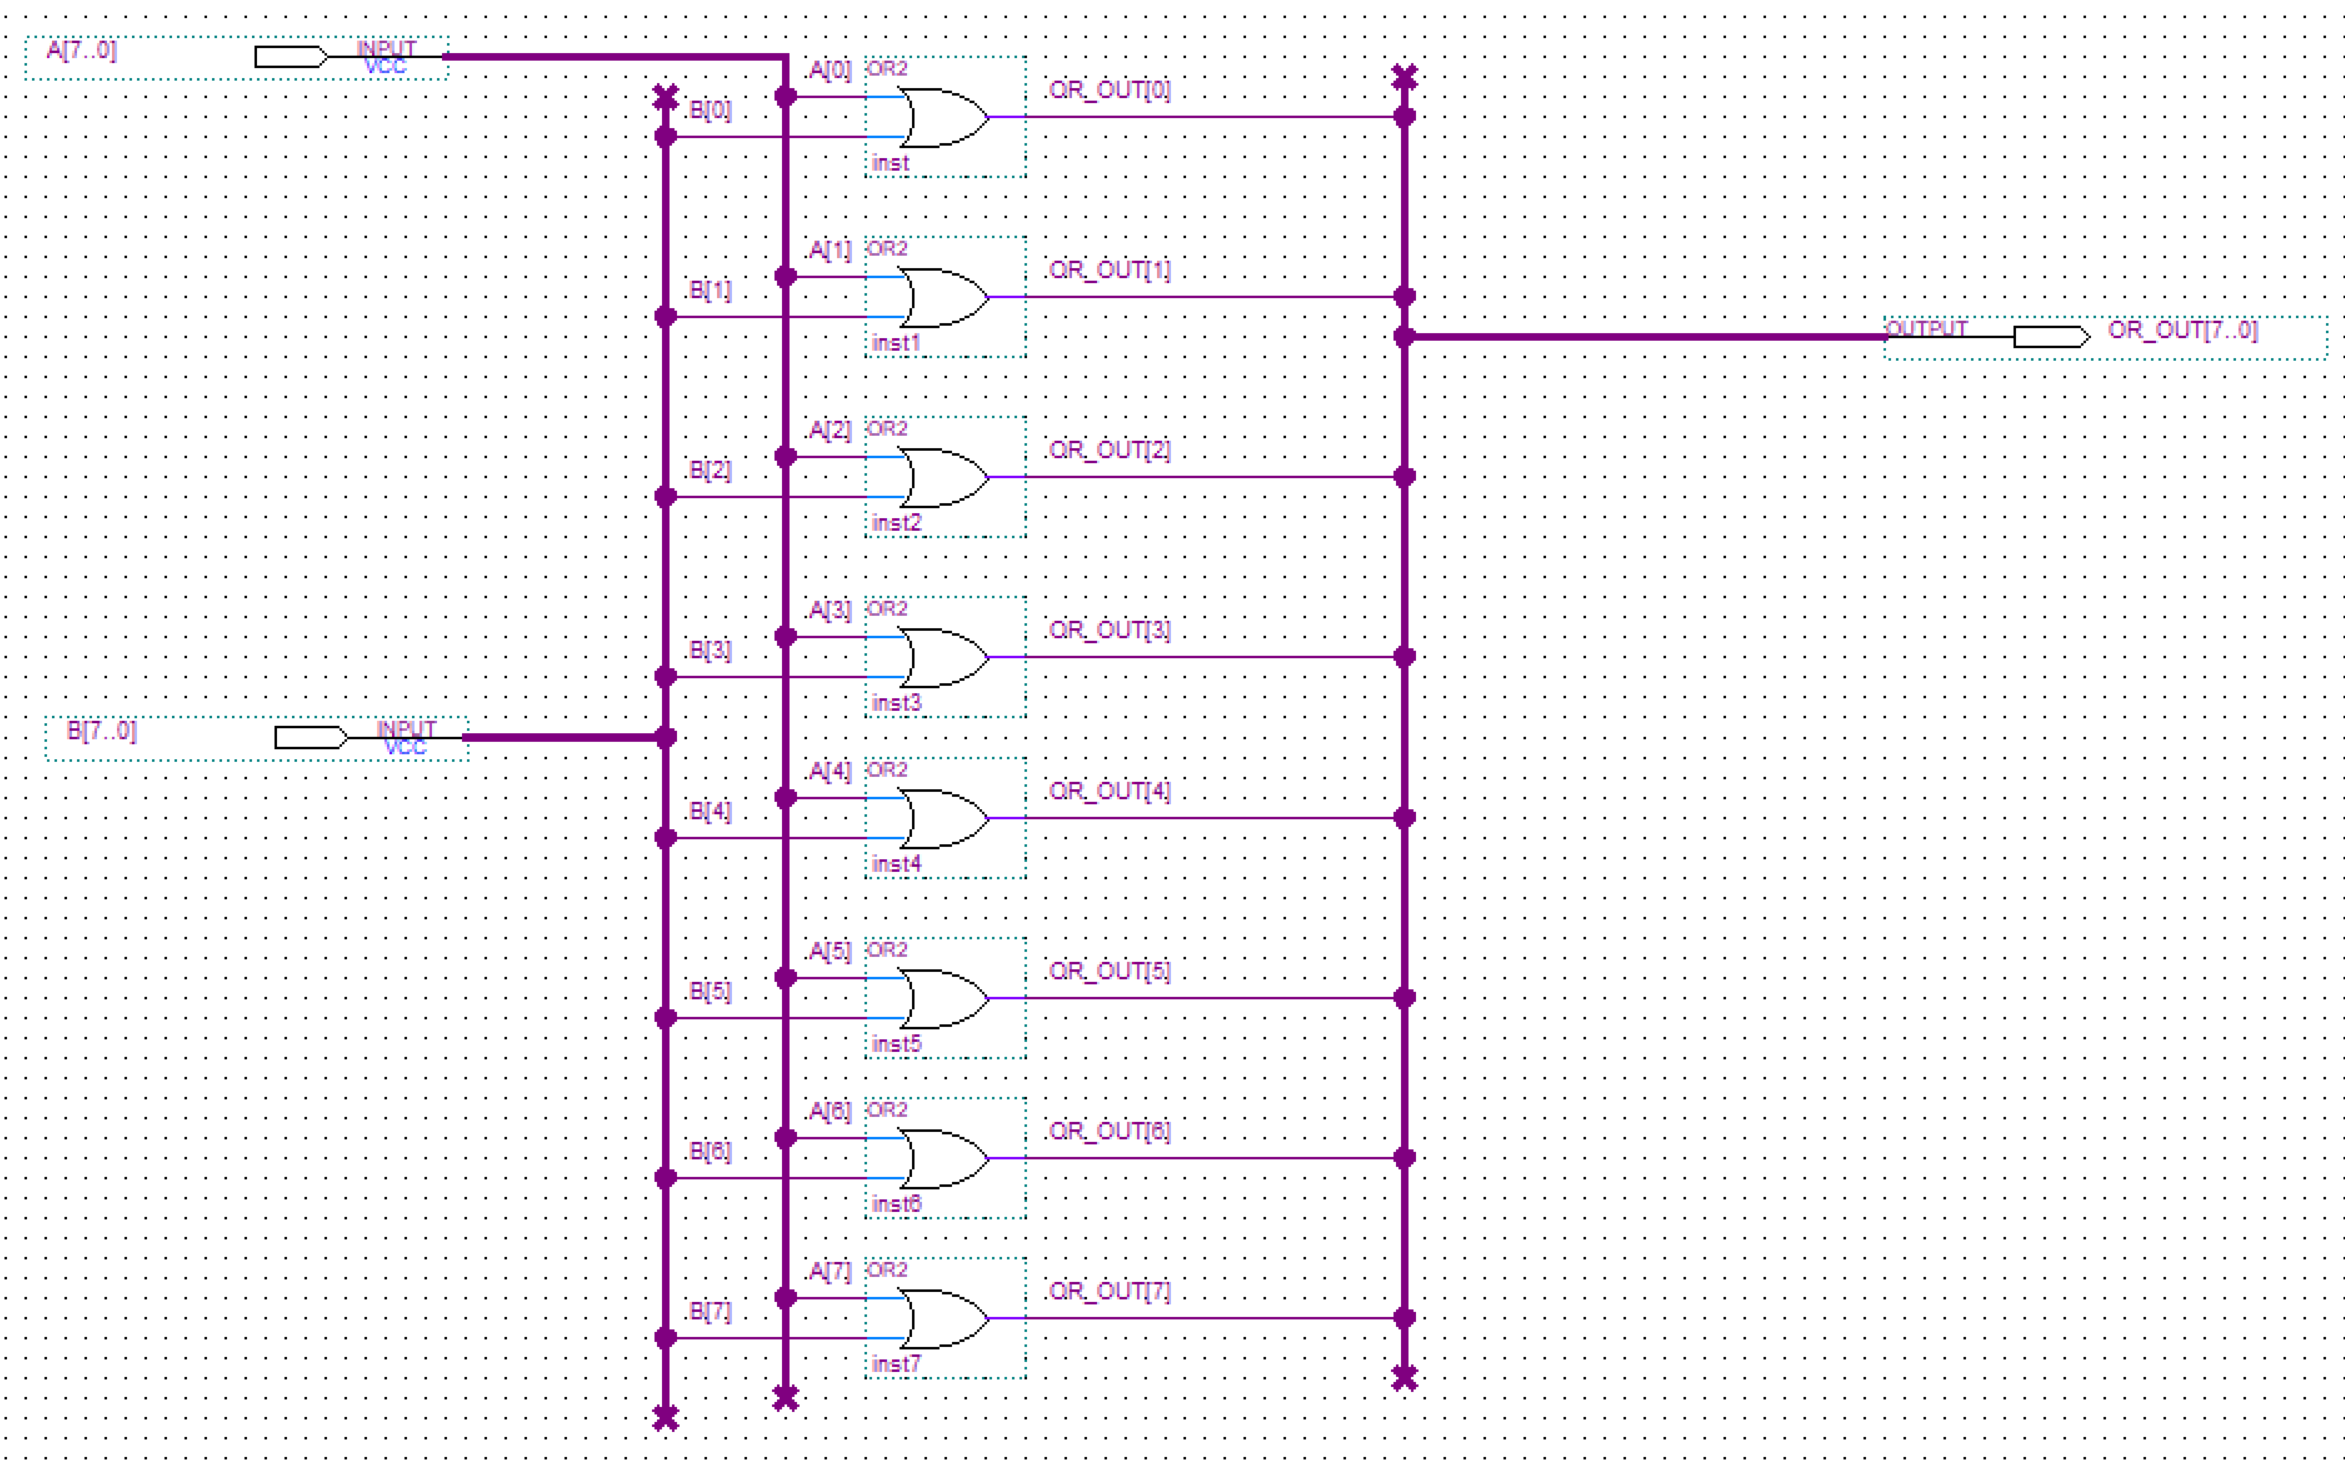 A[7..0]
INPUT
VCC
A[0]
OR2
B[0]
inst
OR_OUT[0]
A[1]
OR2
B[1]
inst1
OR_OUT[1]
OUTPUT
OR_OUT[7..0]
A[2]
OR2
B[2]
inst2
OR_OUT[2]
A[3]
OR2
B[3]
inst3
OR_OUT[3]
B[7..0]
INPUT
VCC
A[4]
OR2
B[4]
inst4
OR_OUT[4]
A[5]
OR2
B[5]
inst5
OR_OUT[5]
A[6]
OR2
B[6]
inst6
OR_OUT[6]
A[7]
OR2
B[7]
inst7
OR_OUT[7]